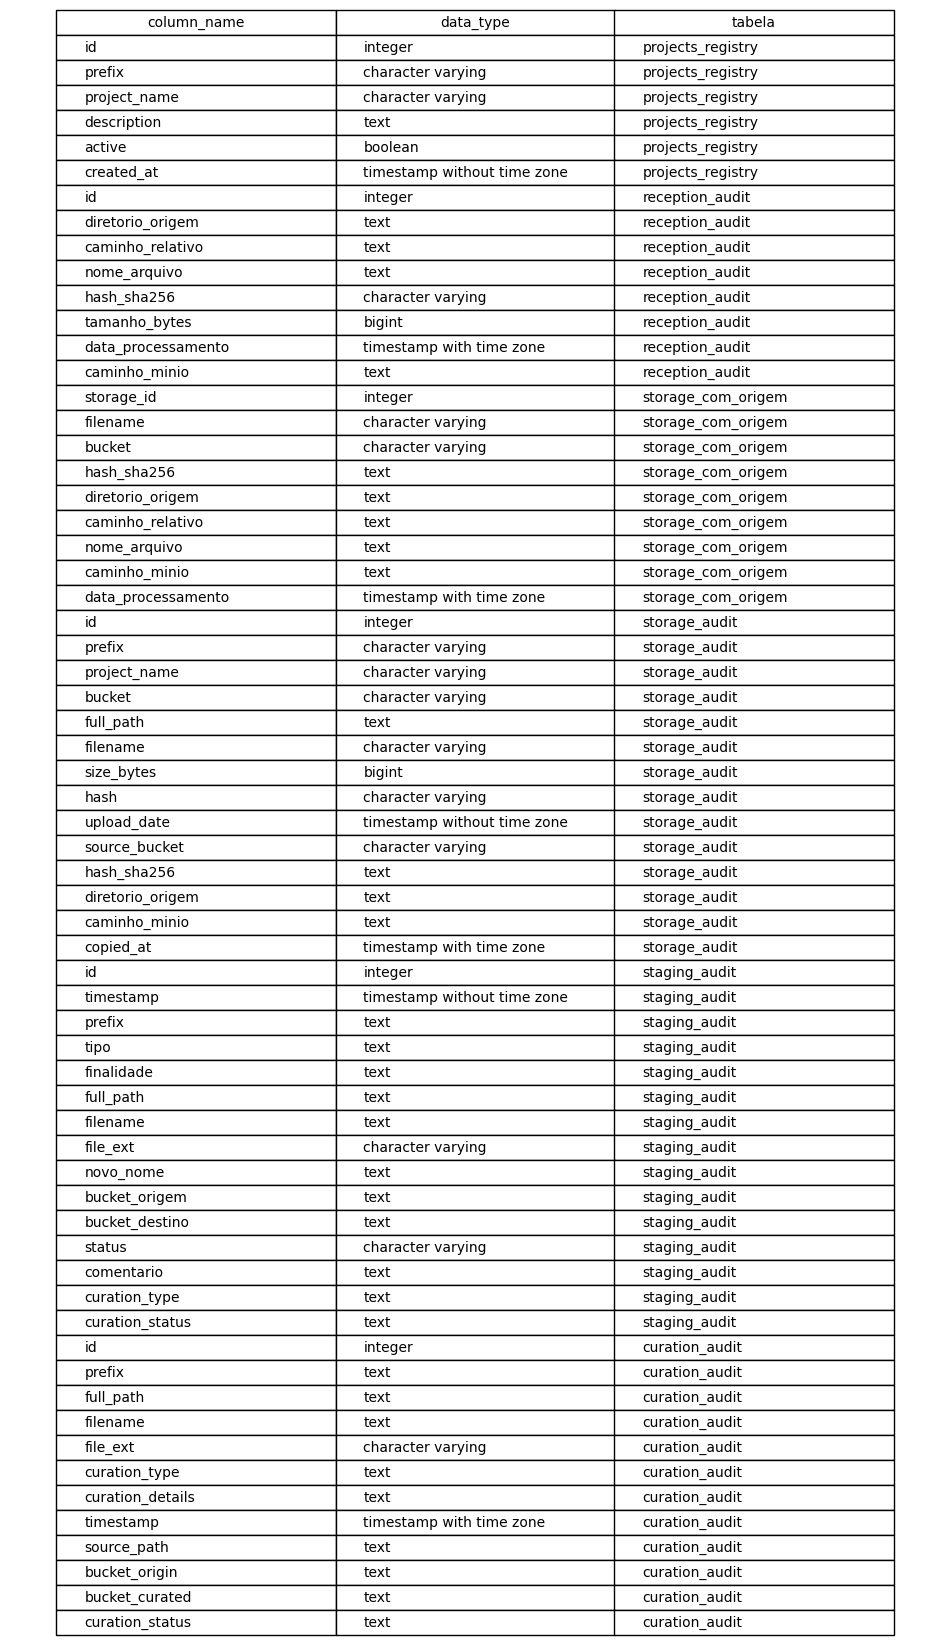 column_name data_type tabela
id integer projects_registry
prefix character varying projects_registry
project_name character varying projects_registry
description text projects_registry
active boolean projects_registry
created_at timestamp without time zone projects_registry
id integer reception_audit
diretorio_origem text reception_audit
caminho_relativo text reception_audit
nome_arquivo text reception_audit
hash_sha256 character varying reception_audit
tamanho_bytes bigint reception_audit
data_processamento timestamp with time zone reception_audit
caminho_minio text reception_audit
storage_id integer storage_com_origem
filename character varying storage_com_origem
bucket character varying storage_com_origem
hash_sha256 text storage_com_origem
diretorio_origem text storage_com_origem
caminho_relativo text storage_com_origem
nome_arquivo text storage_com_origem
caminho_minio text storage_com_origem
data_processamento timestamp with time zone storage_com_origem
id integer storage_audit
prefix character varying storage_audit
project_name character varying storage_audit
bucket character varying storage_audit
full_path text storage_audit
filename character varying storage_audit
size_bytes bigint storage_audit
hash character varying storage_audit
upload_date timestamp without time zone storage_audit
source_bucket character varying storage_audit
hash_sha256 text storage_audit
diretorio_origem text storage_audit
caminho_minio text storage_audit
copied_at timestamp with time zone storage_audit
id integer staging_audit
timestamp timestamp without time zone staging_audit
prefix text staging_audit
tipo text staging_audit
finalidade text staging_audit
full_path text staging_audit
filename text staging_audit
file_ext character varying staging_audit
novo_nome text staging_audit
bucket_origem text staging_audit
bucket_destino text staging_audit
status character varying staging_audit
comentario text staging_audit
curation_type text staging_audit
curation_status text staging_audit
id integer curation_audit
prefix text curation_audit
full_path text curation_audit
filename text curation_audit
file_ext character varying curation_audit
curation_type text curation_audit
curation_details text curation_audit
timestamp timestamp with time zone curation_audit
source_path text curation_audit
bucket_origin text curation_audit
bucket_curated text curation_audit
curation_status text curation_audit